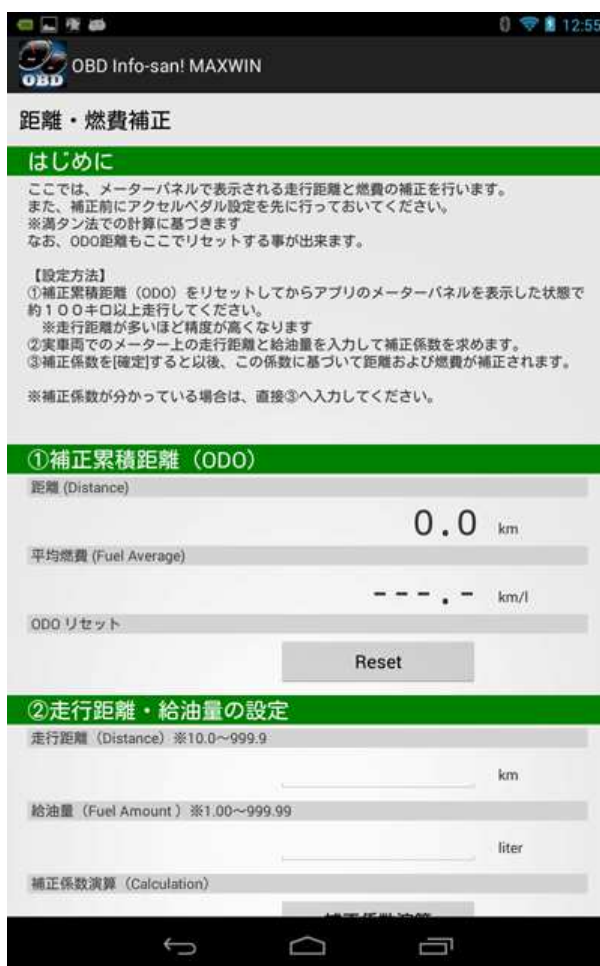 12:55
OBD
OBD Info-san! MAXWIN
距離・燃費補正
はじめに
ここでは、メーターパネルで表示される走行距離と燃費の補正を行います。
また、補正前にアクセルペダル設定を先に行っておいてください。
※満タン法での計算に基づきます
なお、ODO距離もここでリセットする事が出来ます。
【設定方法】
①補正累積距離（ODO）をリセットしてからアプリのメーターパネルを表示した状態で
約１００キロ以上走行してください。
※走行距離が多いほど精度が高くなります
②実車両でのメーター上の走行距離と給油量を入力して補正係数を求めます。
③補正係数を[確定]すると以後、この係数に基づいて距離および燃費が補正されます。
※補正係数が分かっている場合は、直接③へ入力してください。
①補正累積距離（ODO）
距離 (Distance)
0.0 km
平均燃費 (Fuel Average)
---.- km/l
ODO リセット
Reset
②走行距離・給油量の設定
走行距離（Distance）※10.0～999.9
km
給油量（Fuel Amount ）※1.00～999.99
liter
補正係数演算（Calculation）
補正係数演算